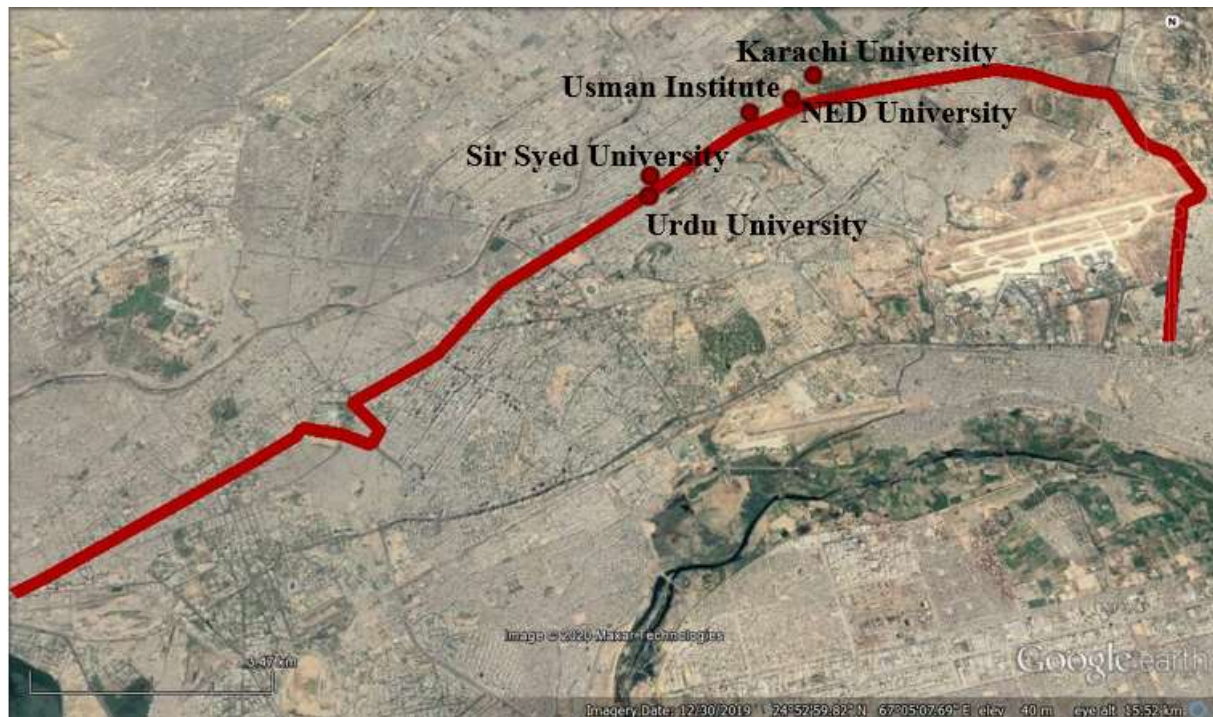 N
Karachi University
Usman Institute
NED University
Sir Syed University
Urdu University
Image © 2020 Maxar Technologies
3.47 km
Google earth
Imagery Date: 12/30/2019 24°52'59.82" N 67°05'07.69" E elev 40 m eye alt 15.52 km